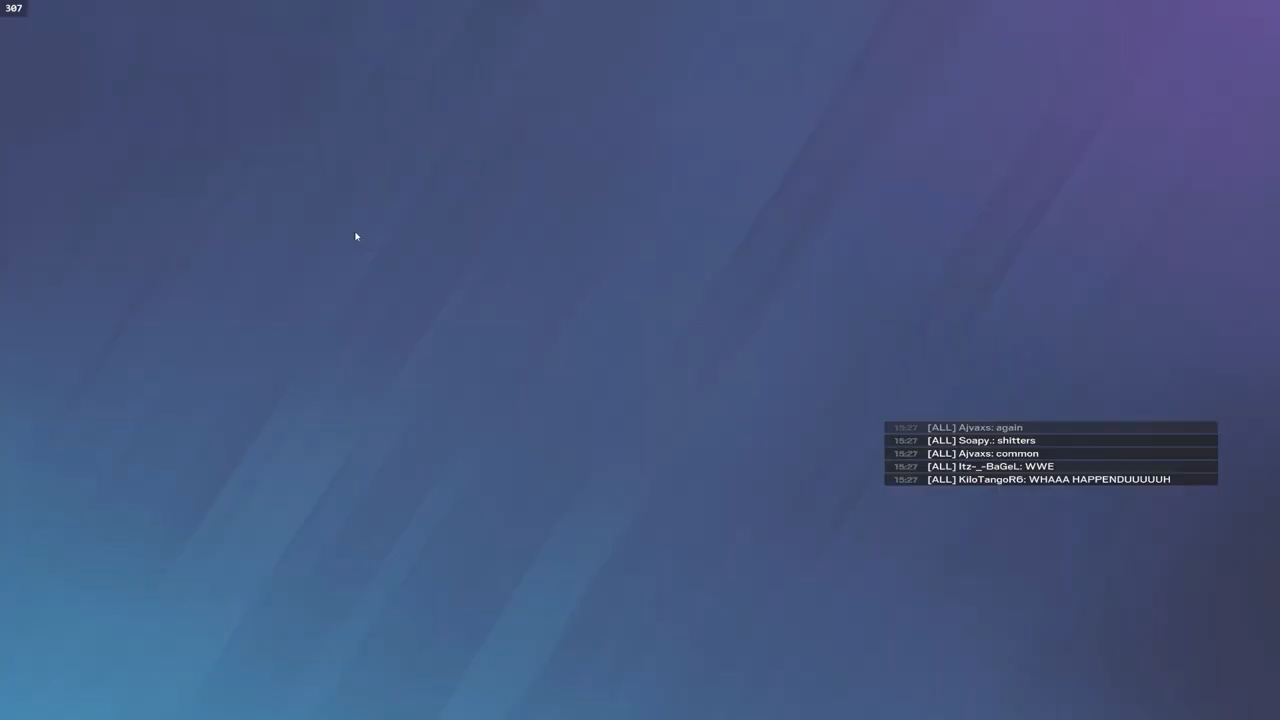 307
15:27 [ALL] Ajvaxs: again
15:27 [ALL] Soapy.: shitters
15:27 [ALL] Ajvaxs: common
15:27 [ALL] Itz-_-BaGeL: WWE
15:27 [ALL] KiloTangoR6: WHAAA HAPPENDUUUUUH